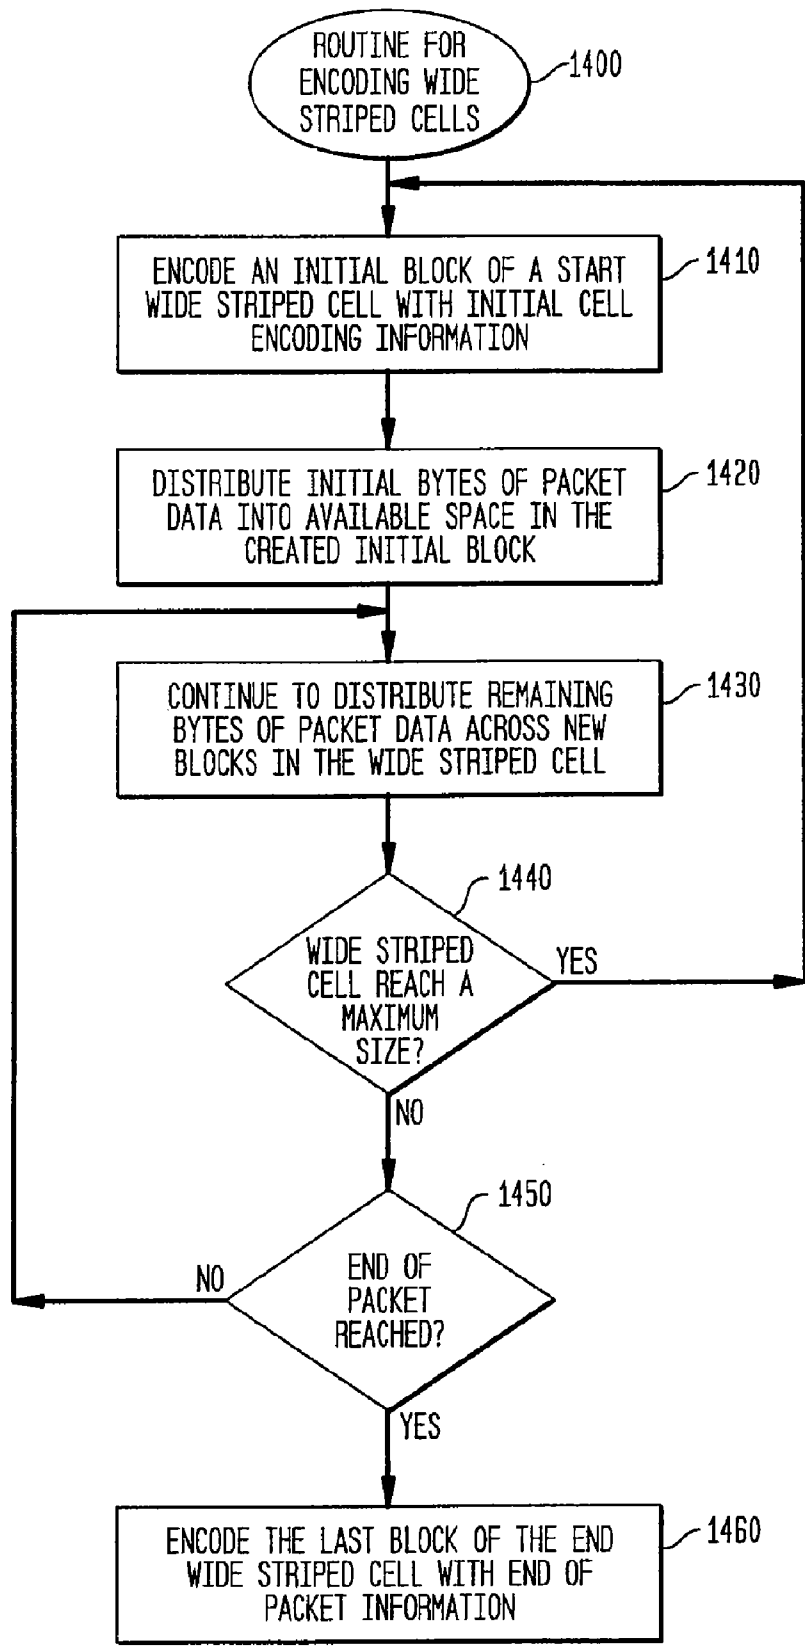 ROUTINE FOR
ENCODING WIDE
STRIPED CELLS
1400
ENCODE AN INITIAL BLOCK OF A START
WIDE STRIPED CELL WITH INITIAL CELL
ENCODING INFORMATION
1410
DISTRIBUTE INITIAL BYTES OF PACKET
DATA INTO AVAILABLE SPACE IN THE
CREATED INITIAL BLOCK
1420
CONTINUE TO DISTRIBUTE REMAINING
BYTES OF PACKET DATA ACROSS NEW
BLOCKS IN THE WIDE STRIPED CELL
1430
WIDE STRIPED
CELL REACH A
MAXIMUM
SIZE?
1440
YES
NO
END OF
PACKET
REACHED?
1450
NO
YES
ENCODE THE LAST BLOCK OF THE END
WIDE STRIPED CELL WITH END OF
PACKET INFORMATION
1460